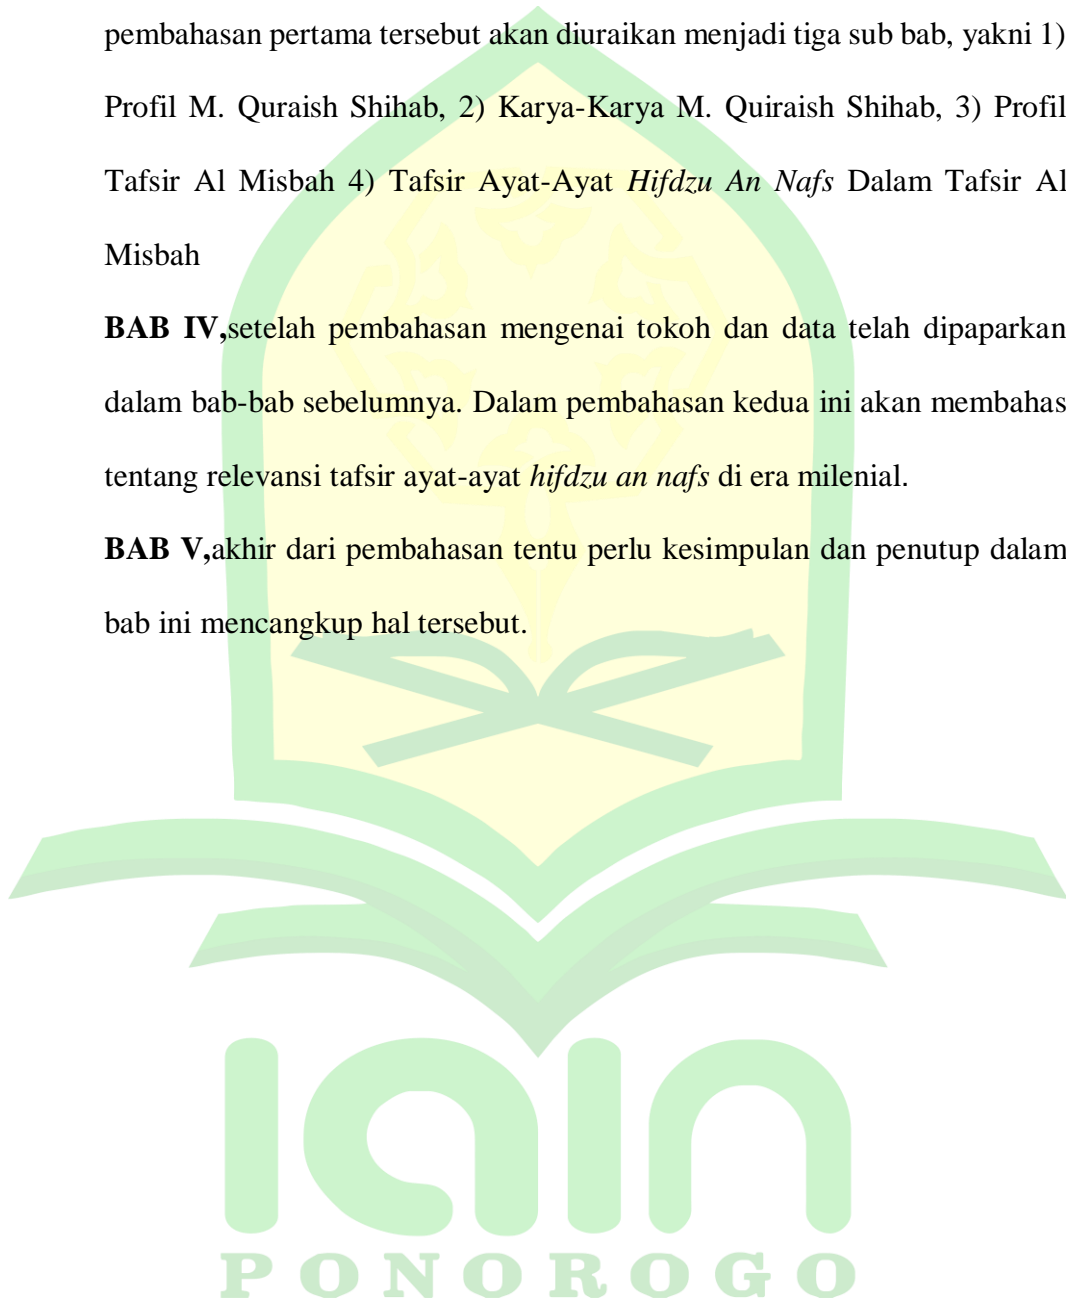 pembahasan pertama tersebut akan diuraikan menjadi tiga sub bab, yakni 1)
Profil M. Quraish Shihab, 2) Karya-Karya M. Quiraish Shihab, 3) Profil
Tafsir Al Misbah 4) Tafsir Ayat-Ayat Hifdzu An Nafs Dalam Tafsir Al
Misbah
BAB IV,setelah pembahasan mengenai tokoh dan data telah dipaparkan
dalam bab-bab sebelumnya. Dalam pembahasan kedua ini akan membahas
tentang relevansi tafsir ayat-ayat hifdzu an nafs di era milenial.
BAB V,akhir dari pembahasan tentu perlu kesimpulan dan penutup dalam
bab ini mencangkup hal tersebut.
IAIN
PONOROGO